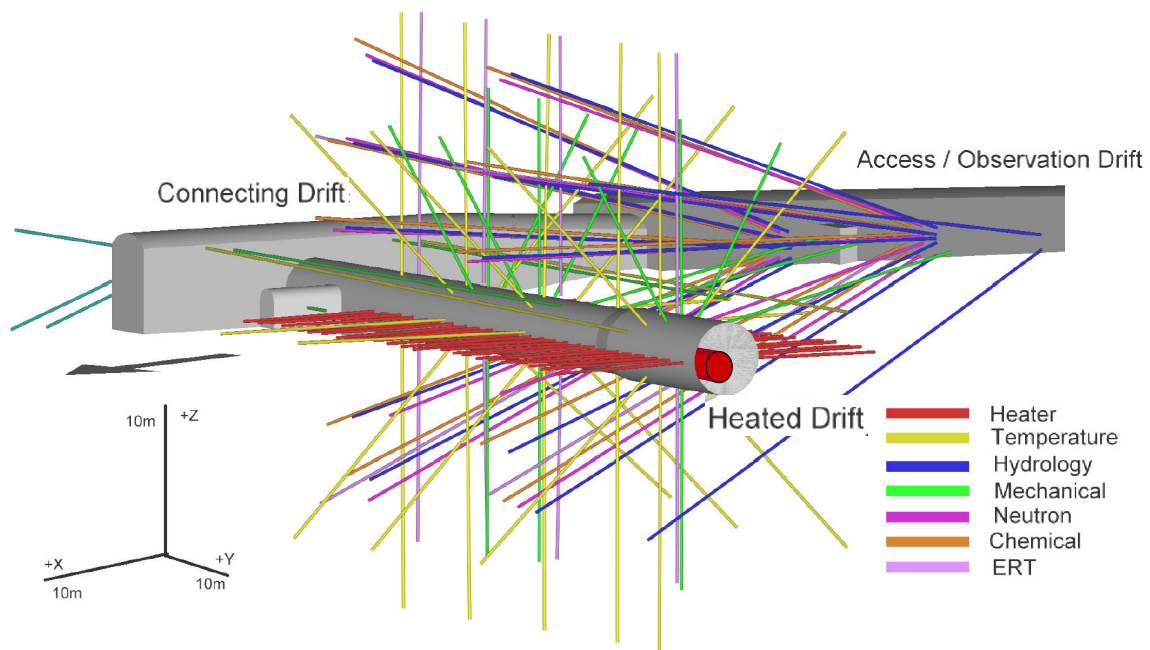 Access / Observation Drift
Connecting Drift
Heated Drift
Heater
Temperature
Hydrology
Mechanical
Neutron
Chemical
ERT
10m
+Z
+X
10m
+Y
10m